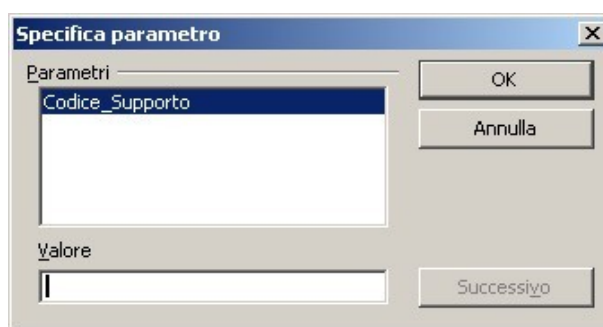 Specifica parametro
Parametri
Codice_Supporto
OK
Annulla
Valore
Successivo